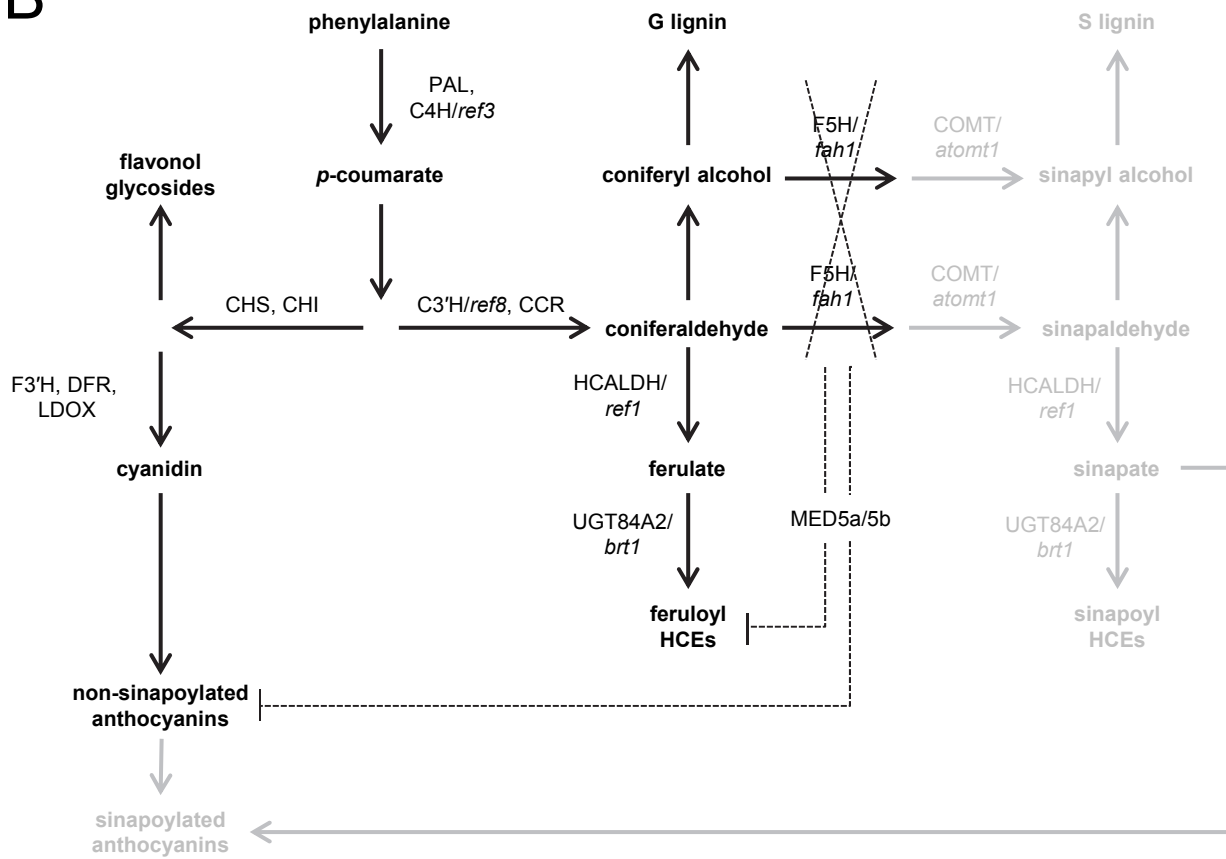 B
phenylalanine
G lignin
S lignin
PAL,
C4H/ref3
F5H/
fah1
COMT/
atomt1
flavonol
glycosides
p-coumarate
coniferyl alcohol
sinapyl alcohol
F5H/
fah1
COMT/
atomt1
CHS, CHI
C3′H/ref8, CCR
coniferaldehyde
sinapaldehyde
F3′H, DFR,
LDOX
HCALDH/
ref1
HCALDH/
ref1
cyanidin
ferulate
sinapate
UGT84A2/
brt1
MED5a/5b
UGT84A2/
brt1
feruloyl
HCEs
sinapoyl
HCEs
non-sinapoylated
anthocyanins
sinapoylated
anthocyanins